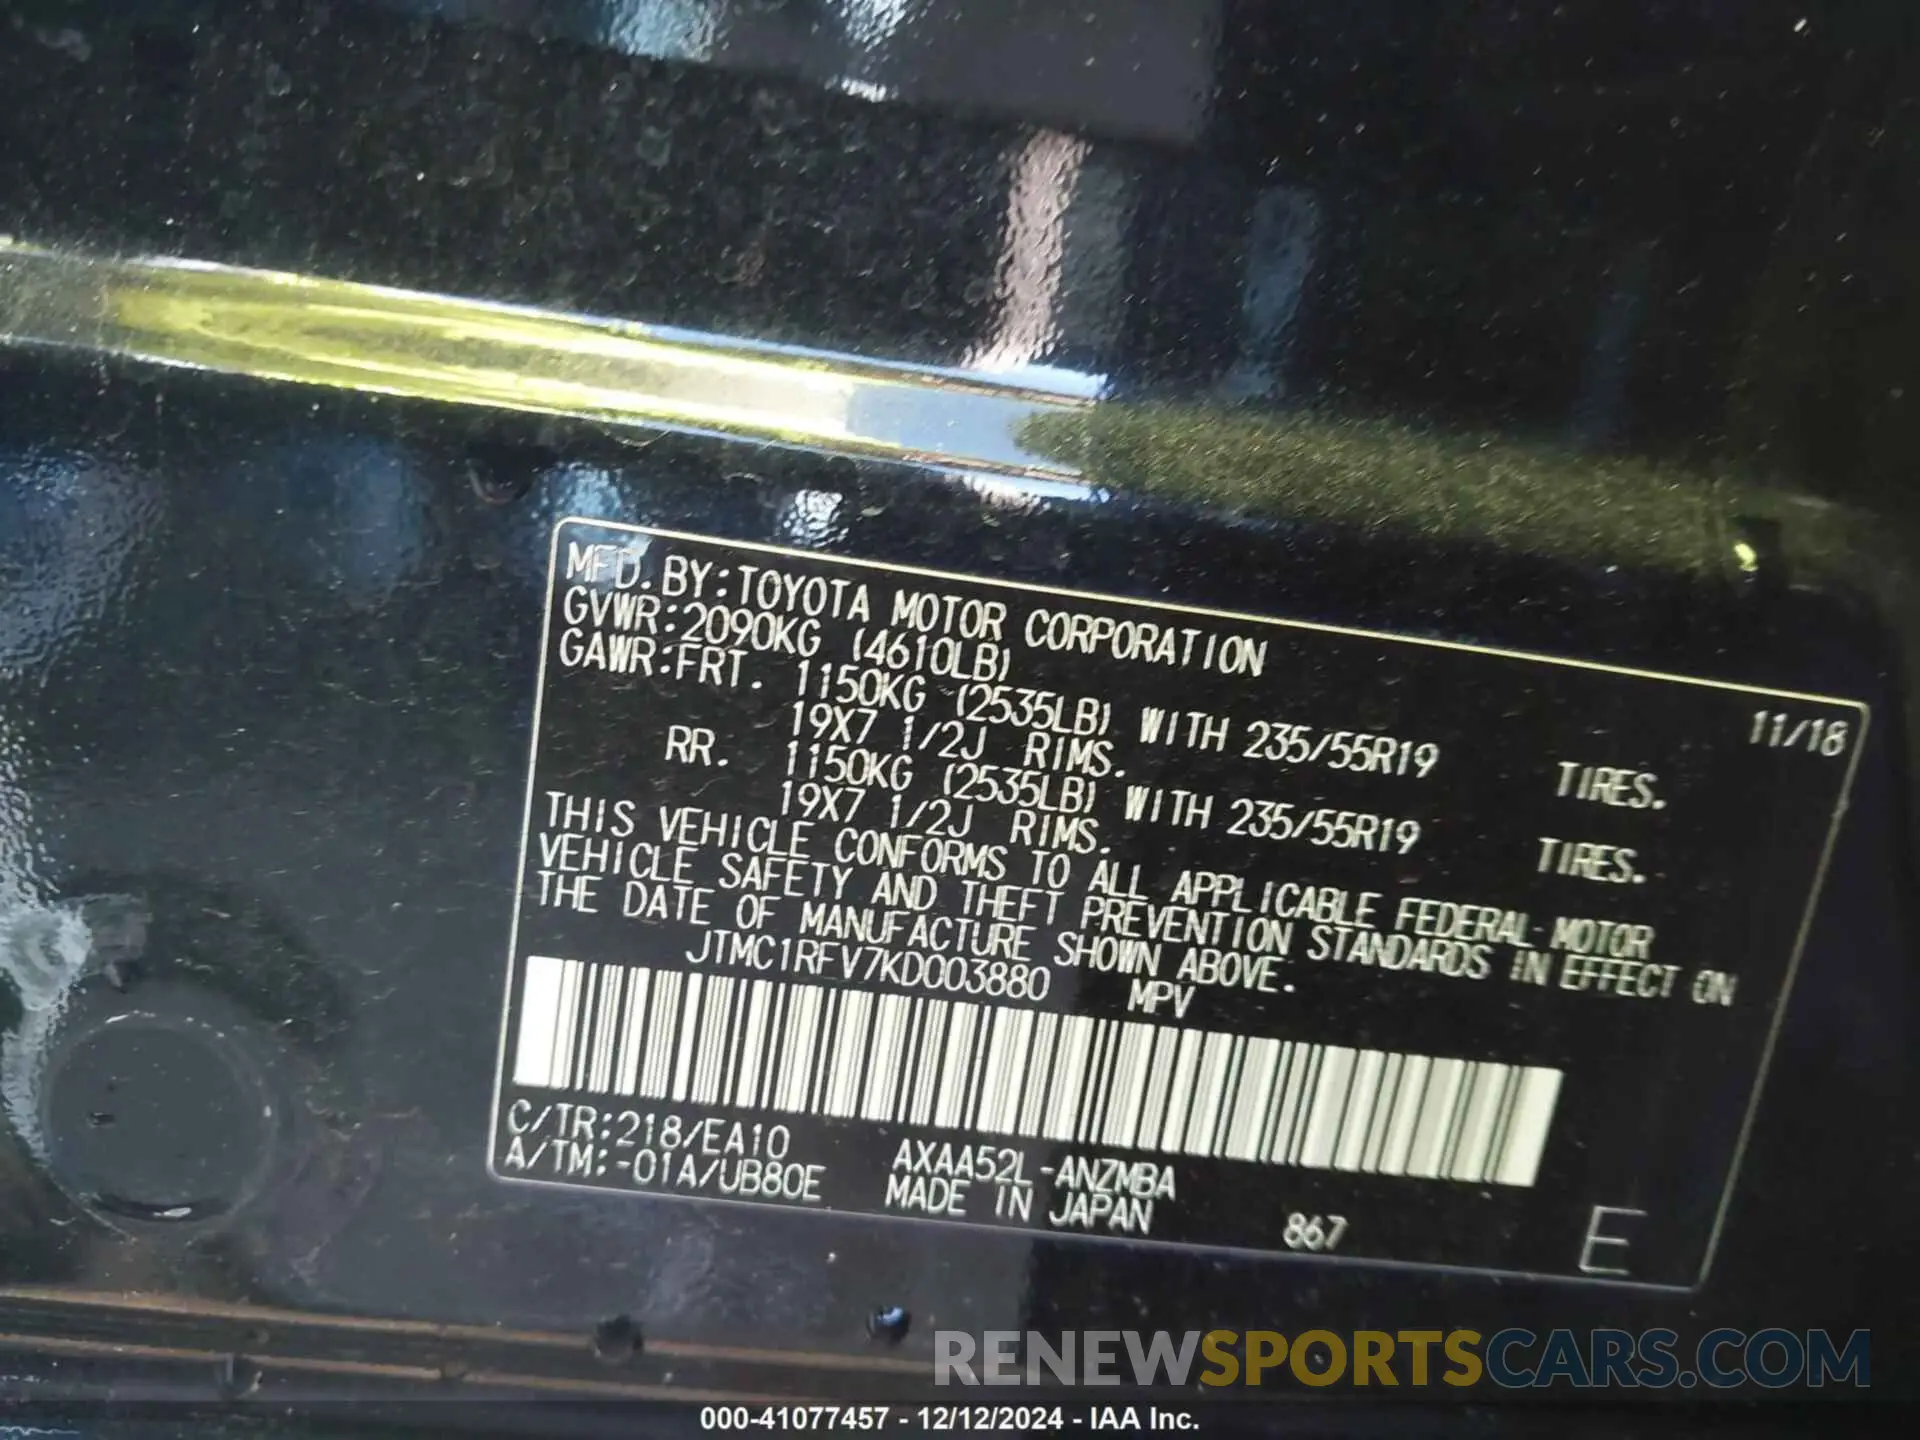 MFD. BY:TOYOTA MOTOR CORPORATION 11/18
GVWR:2090KG (4610LB)
GAWR:FRT. 1150KG (2535LB) WITH 235/55R19 TIRES.
19X7 1/2J RIMS.
RR. 1150KG (2535LB) WITH 235/55R19 TIRES.
19X7 1/2J RIMS.
THIS VEHICLE CONFORMS TO ALL APPLICABLE FEDERAL MOTOR
VEHICLE SAFETY AND THEFT PREVENTION STANDARDS IN EFFECT ON
THE DATE OF MANUFACTURE SHOWN ABOVE.
JTMC1RFV7KD003880 MPV
C/TR:218/EA10 AXAA52L-ANZMBA
A/TM:-01A/UB80E MADE IN JAPAN 867 E
RENEWSPORTSCARS.COM
000-41077457 - 12/12/2024 - IAA Inc.